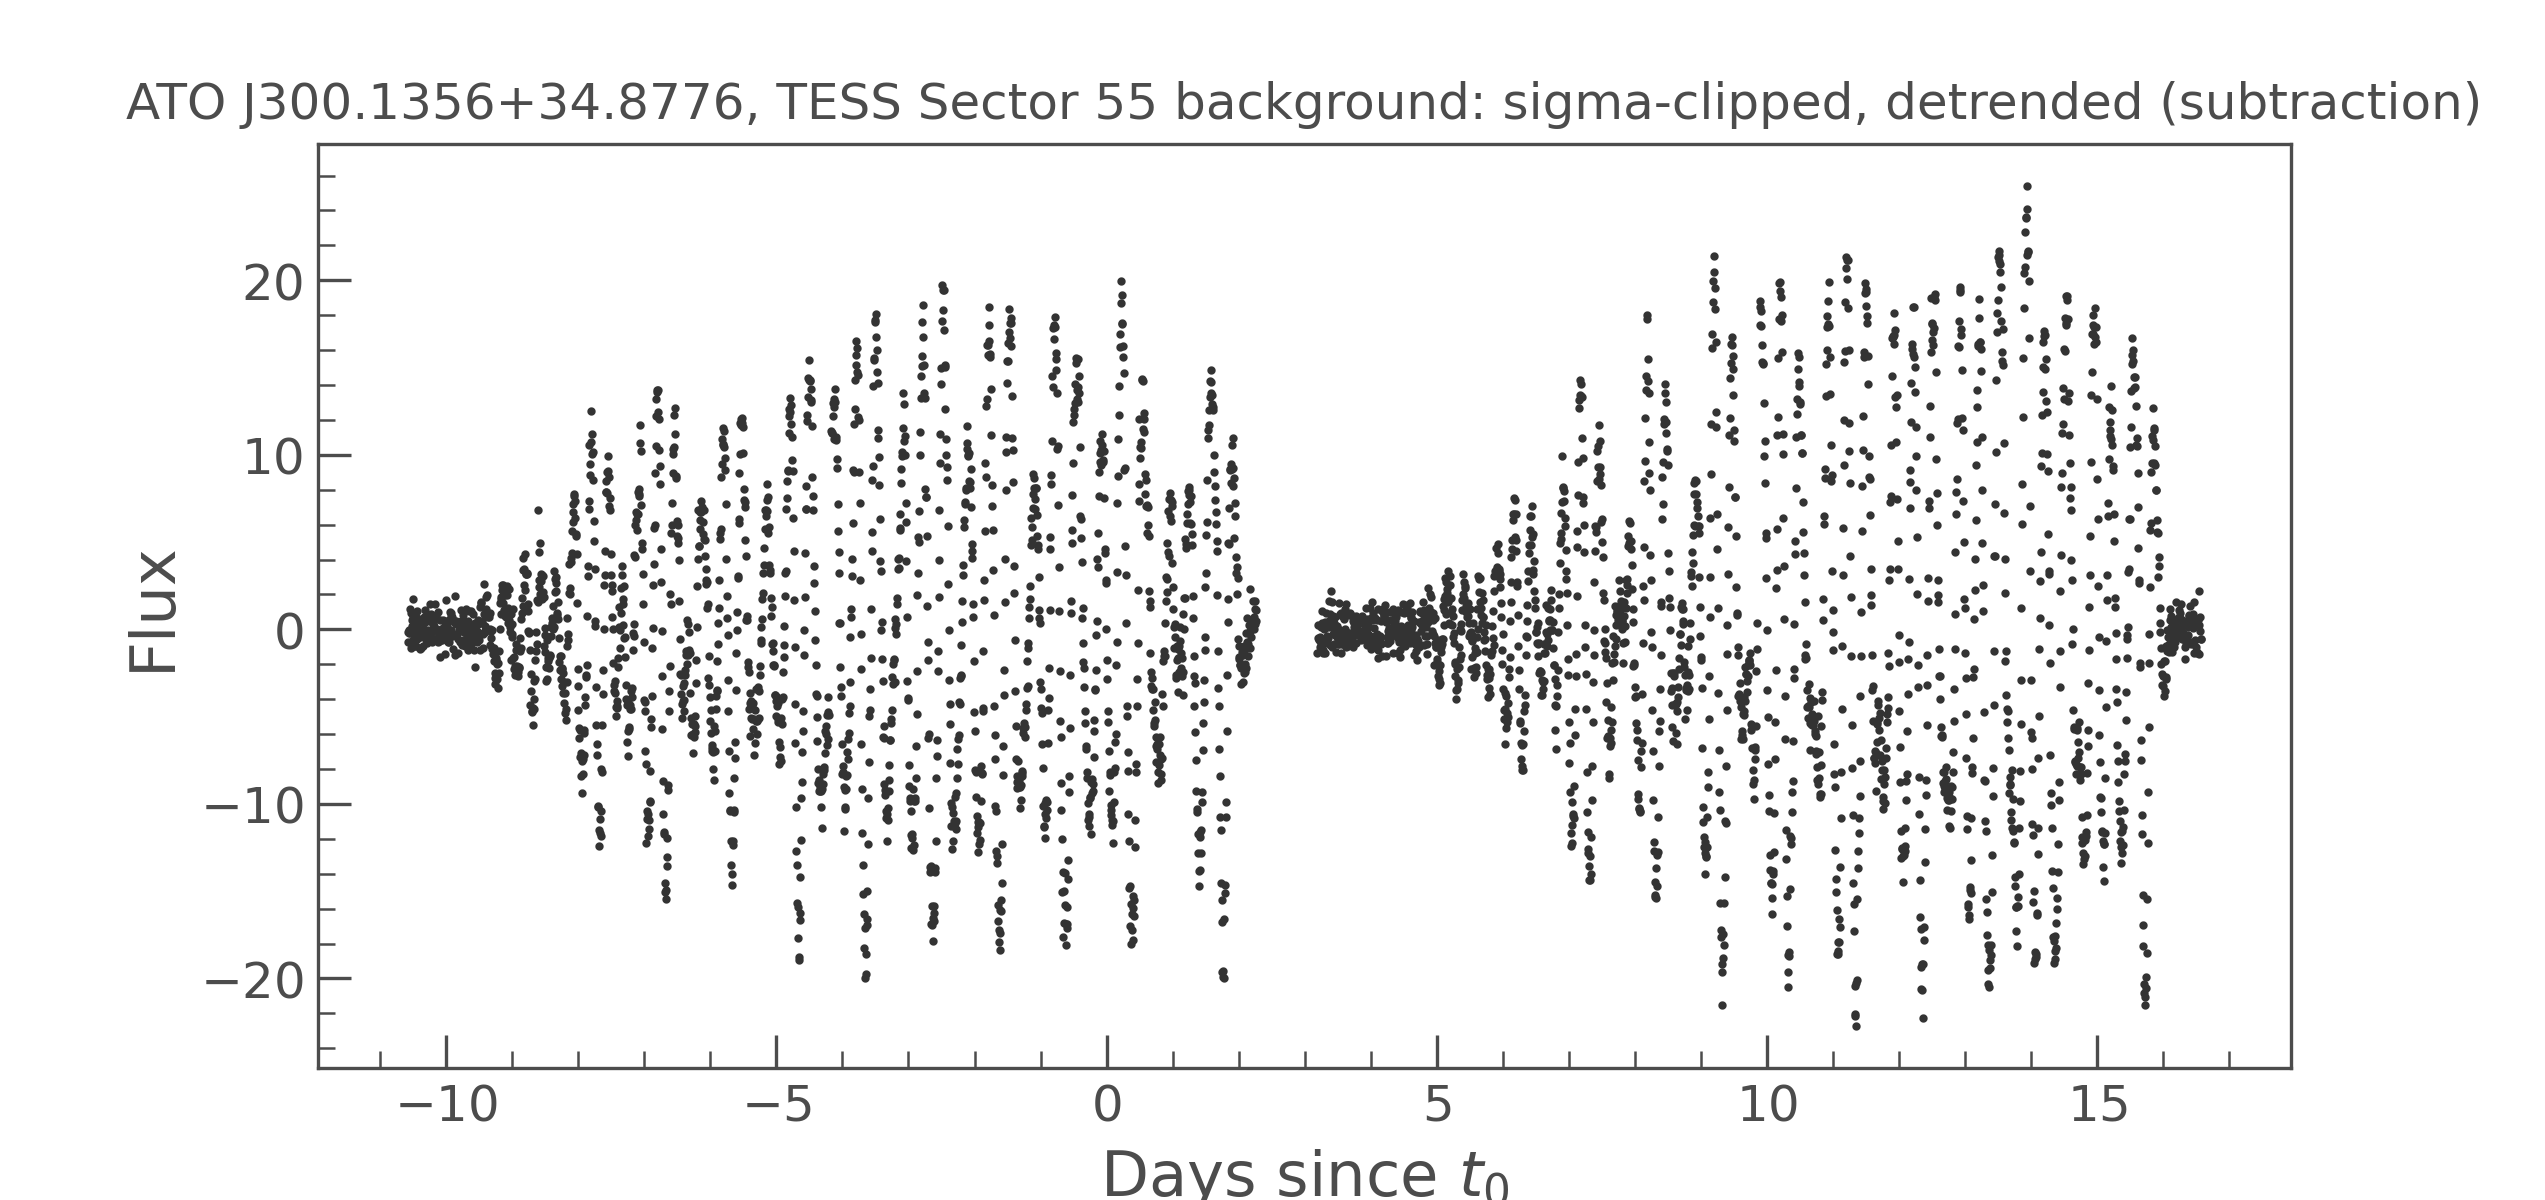 ATO J300.1356+34.8776, TESS Sector 55 background: sigma-clipped, detrended (subtraction)
Flux
20
10
0
−10
−20
−10 −5 0 5 10 15
Days since t₀